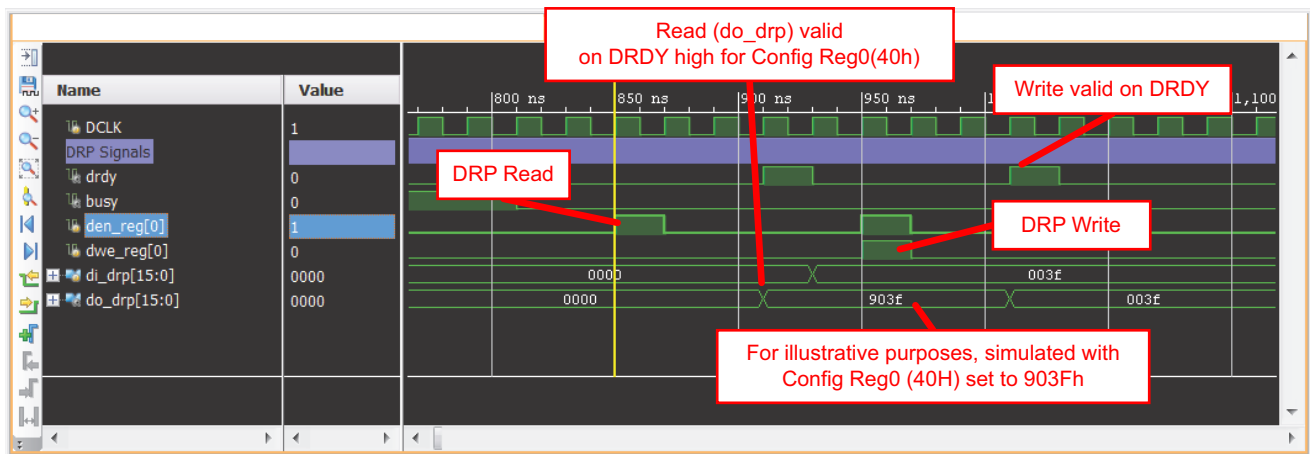 Read (do_drp) valid
on DRDY high for Config Reg0(40h)
Write valid on DRDY
Name Value
800 ns 850 ns 950 ns 1,100
DCLK 1
DRP Signals
drdy 0
DRP Read
busy 0
den_reg[0] 1
DRP Write
dwe_reg[0] 0
di_drp[15:0] 0000 0000 003f
do_drp[15:0] 0000 0000 903f 003f
For illustrative purposes, simulated with
Config Reg0 (40H) set to 903Fh